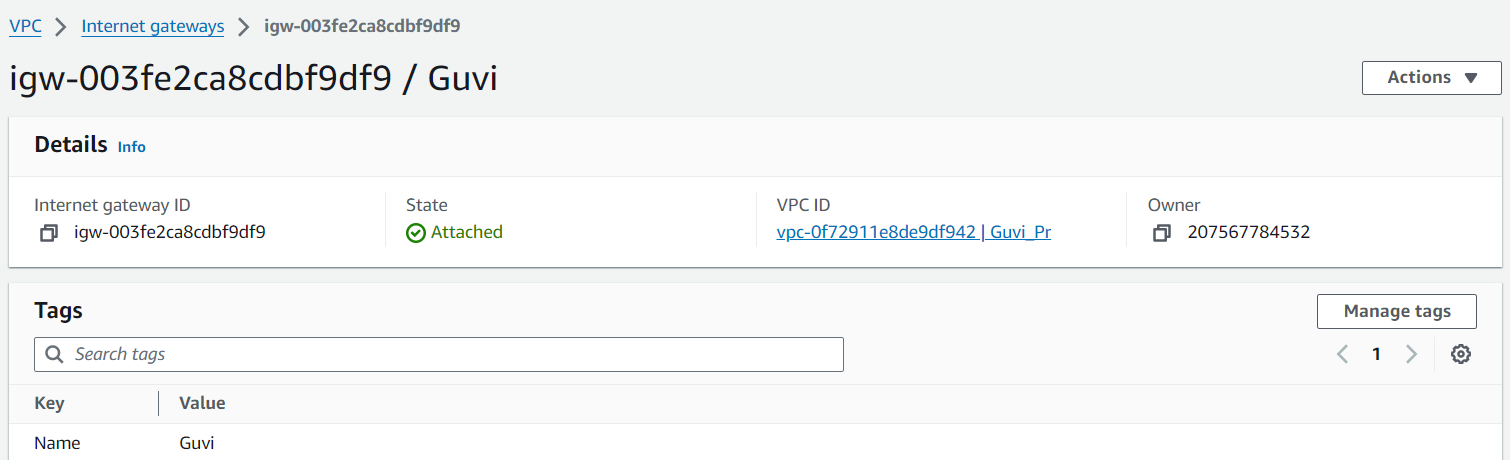 VPC > Internet gateways > igw-003fe2ca8cdbf9df9
igw-003fe2ca8cdbf9df9 / Guvi
Actions ▼
Details Info
Internet gateway ID
igw-003fe2ca8cdbf9df9
State
Attached
VPC ID
vpc-0f72911e8de9df942 | Guvi_Pr
Owner
207567784532
Tags
Manage tags
Search tags
1
Key Value
Name Guvi